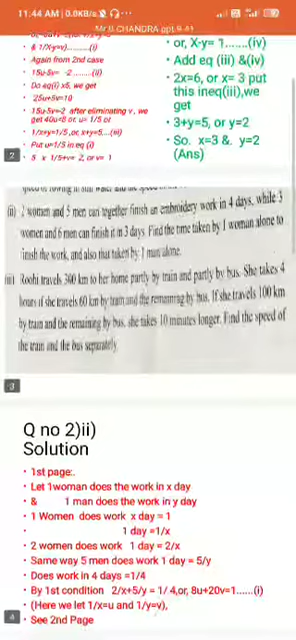 11:44 AM | 0.0KB/s
Mr B CHANDRA
• & 1/X-y=v)........(i)
• Again from 2nd case
• 15u-5v= -2........(ii)
• Do eq(i) x5, we get
• 25u+5v=10
• 15u-5v=-2 after eliminating v, we
get 40u=8 or. u= 1/5 or
• 1/x+y=1/5 ,or, x+y=5....(iii)
• Put u=1/5 in eq (i)
• 5 x 1/5+v= 2, or v= 1
• or, X-y= 1.......(iv)
• Add eq (iii) &(iv)
• 2x=6, or x= 3 put
this ineq(iii),we
get
• 3+y=5, or y=2
• So. x=3 &. y=2
(Ans)
2
(ii) 2 women and 5 men can together finish an embroidery work in 4 days, while 3
women and 6 men can finish it in 3 days. Find the time taken by 1 woman alone to
finish the work, and also that taken by 1 man alone.
(iii) Roohi travels 300 km to her home partly by train and partly by bus. She takes 4
hours if she travels 60 km by train and the remaining by bus. If she travels 100 km
by train and the remaining by bus, she takes 10 minutes longer. Find the speed of
the train and the bus separately.
3
Q no 2)ii)
Solution
• 1st page:.
• Let 1woman does the work in x day
• & 1 man does the work in y day
• 1 Women does work x day = 1
• 1 day =1/x
• 2 women does work 1 day = 2/x
• Same way 5 men does work 1 day = 5/y
• Does work in 4 days =1/4
• By 1st condition 2/x+5/y = 1/ 4,or, 8u+20v=1......(i)
• (Here we let 1/x=u and 1/y=v),
• See 2nd Page
4